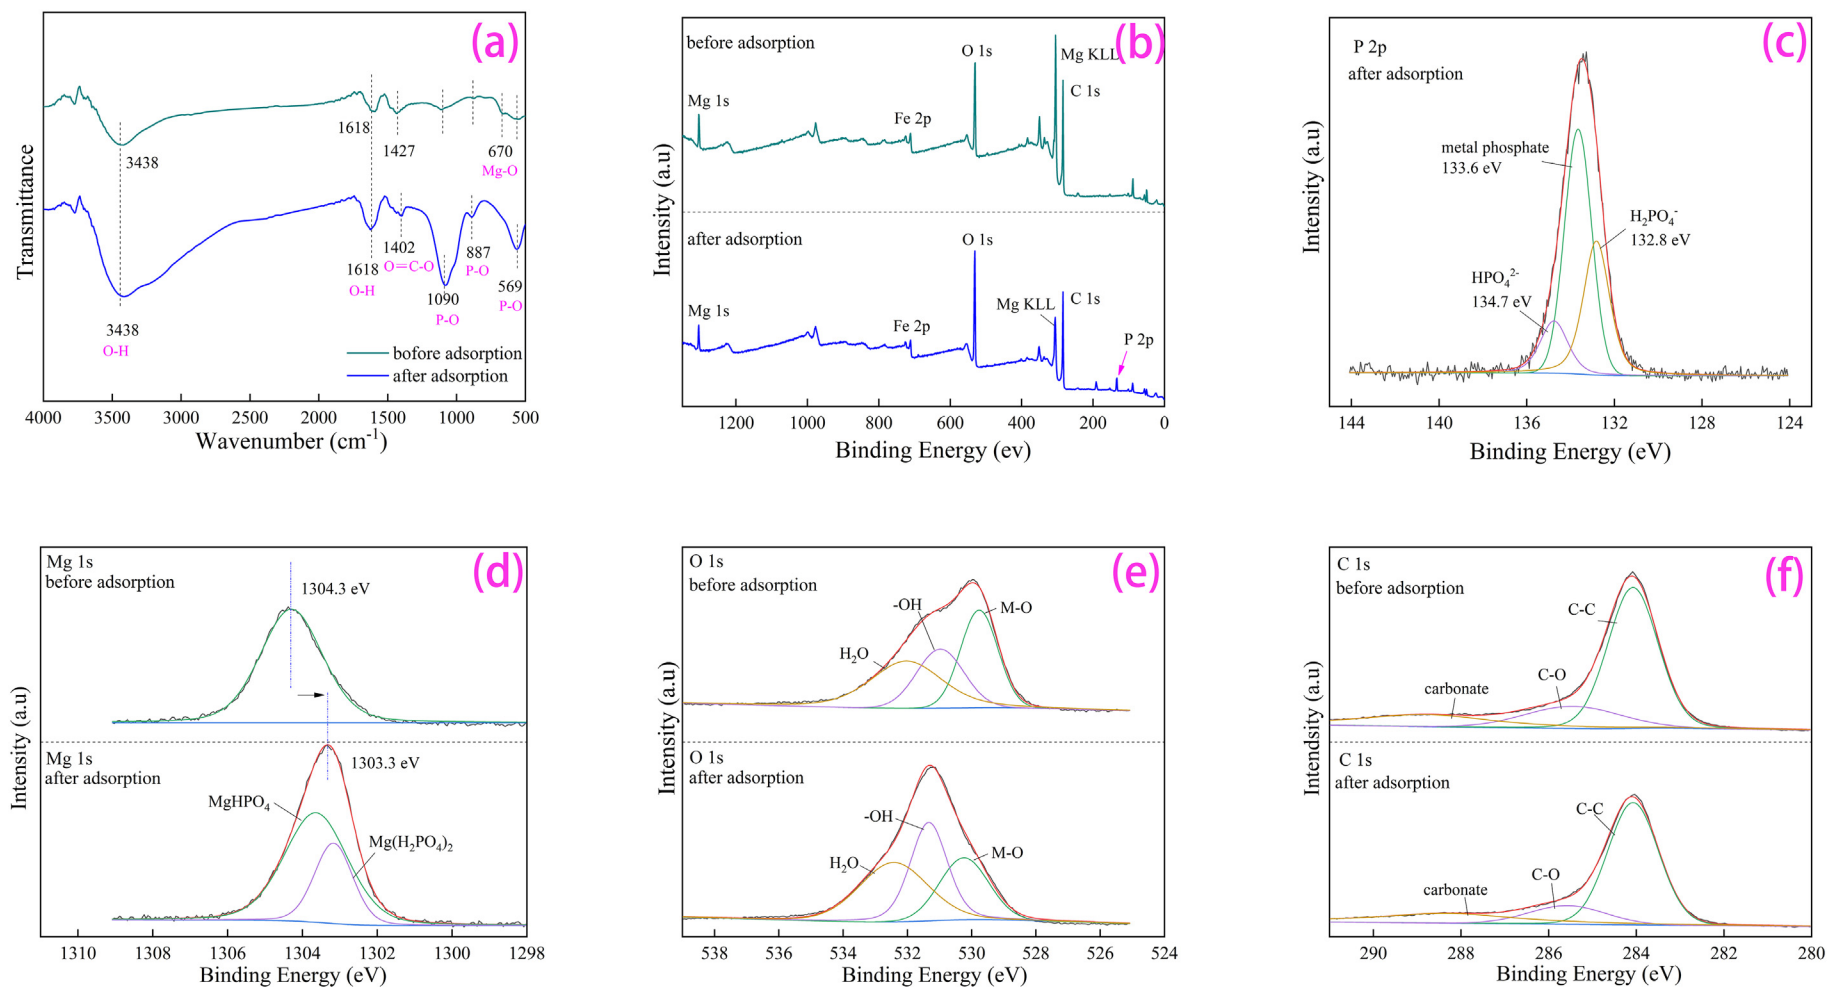 (a)
3438
1618
1427
670
Mg-O
1402
887
1618
O=C-O
P-O
O-H
1090
569
3438
P-O
P-O
O-H
bofore adsorption
after adsorption
4000 3500 3000 2500 2000 1500 1000 500
Wavenumber (cm-1)
Transmittance
(b)
before adsorption
O 1s
Mg KLL
Mg 1s
C 1s
Fe 2p
after adsorption
O 1s
Mg KLL
C 1s
Mg 1s
Fe 2p
P 2p
1200 1000 800 600 400 200 0
Binding Energy (ev)
Intensity (a.u)
(c)
P 2p
after adsorption
metal phosphate
133.6 eV
H2PO4-
132.8 eV
HPO42-
134.7 eV
144 140 136 132 128 124
Binding Energy (eV)
Intensity (a.u)
(d)
Mg 1s
before adsorption
1304.3 eV
Mg 1s
after adsorption
1303.3 eV
MgHPO4
Mg(H2PO4)2
1310 1308 1306 1304 1302 1300 1298
Binding Energy (eV)
Intensity (a.u)
(e)
O 1s
before adsorption
-OH
M-O
H2O
O 1s
after adsorption
-OH
M-O
H2O
538 536 534 532 530 528 526 524
Binding Energy (eV)
Intensity (a.u)
(f)
C 1s
before adsorption
C-C
C-O
carbonate
C 1s
after adsorption
C-C
C-O
carbonate
290 288 286 284 282 280
Binding Energy (eV)
Intendsity (a.u)